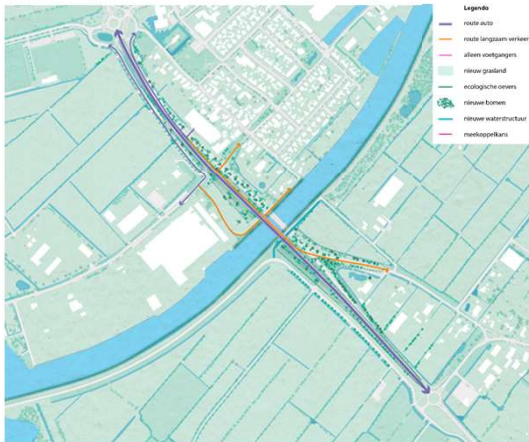 Legenda
route auto
route langzaam verkeer
alleen voetgangers
nieuw grasland
ecologische oevers
nieuwe bomen
nieuwe waterstructuur
meekoppelkans